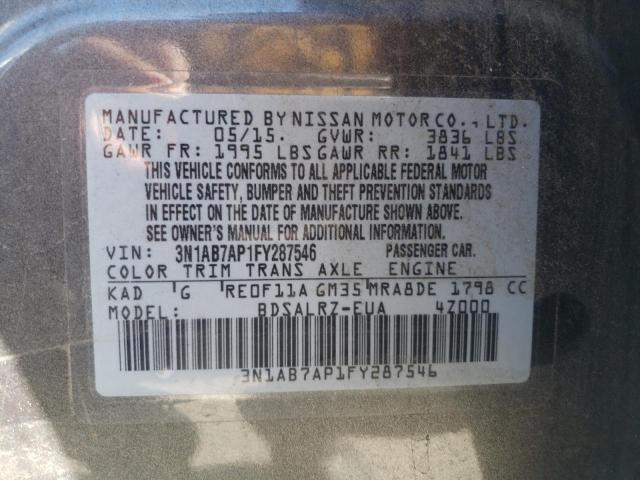 MANUFACTURED BY NISSAN MOTOR CO., LTD.
DATE: 05/15. GVWR: 3836 LBS
GAWR FR: 1995 LBS GAWR RR: 1841 LBS
THIS VEHICLE CONFORMS TO ALL APPLICABLE FEDERAL MOTOR
VEHICLE SAFETY, BUMPER AND THEFT PREVENTION STANDARDS
IN EFFECT ON THE DATE OF MANUFACTURE SHOWN ABOVE.
SEE OWNER'S MANUAL FOR ADDITIONAL INFORMATION.
VIN: 3N1AB7AP1FY287546 PASSENGER CAR.
COLOR TRIM TRANS AXLE ENGINE
KAD G RE0F11A GM35 MRA8DE 1798 CC
MODEL: BDSALRZ-EUA 4Z000
3N1AB7AP1FY287546